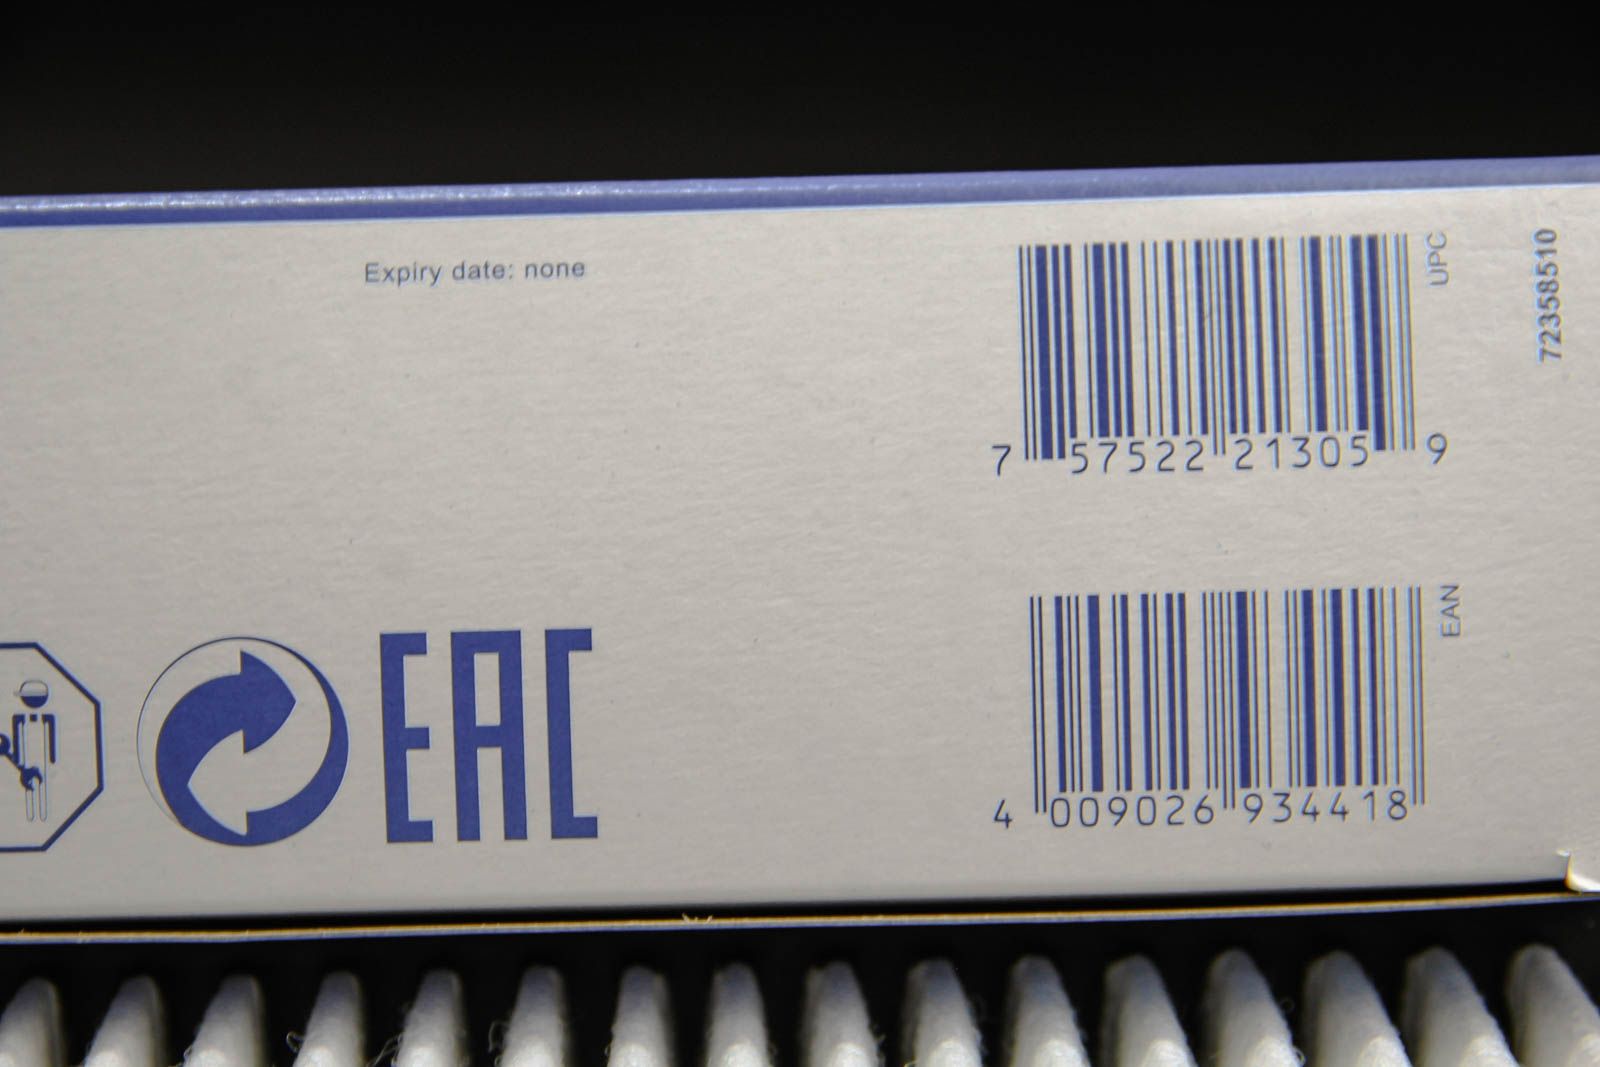 Expiry date: none
UPC
72358510
7 57522 21305 9
EAN
4 009026 934418
EAC